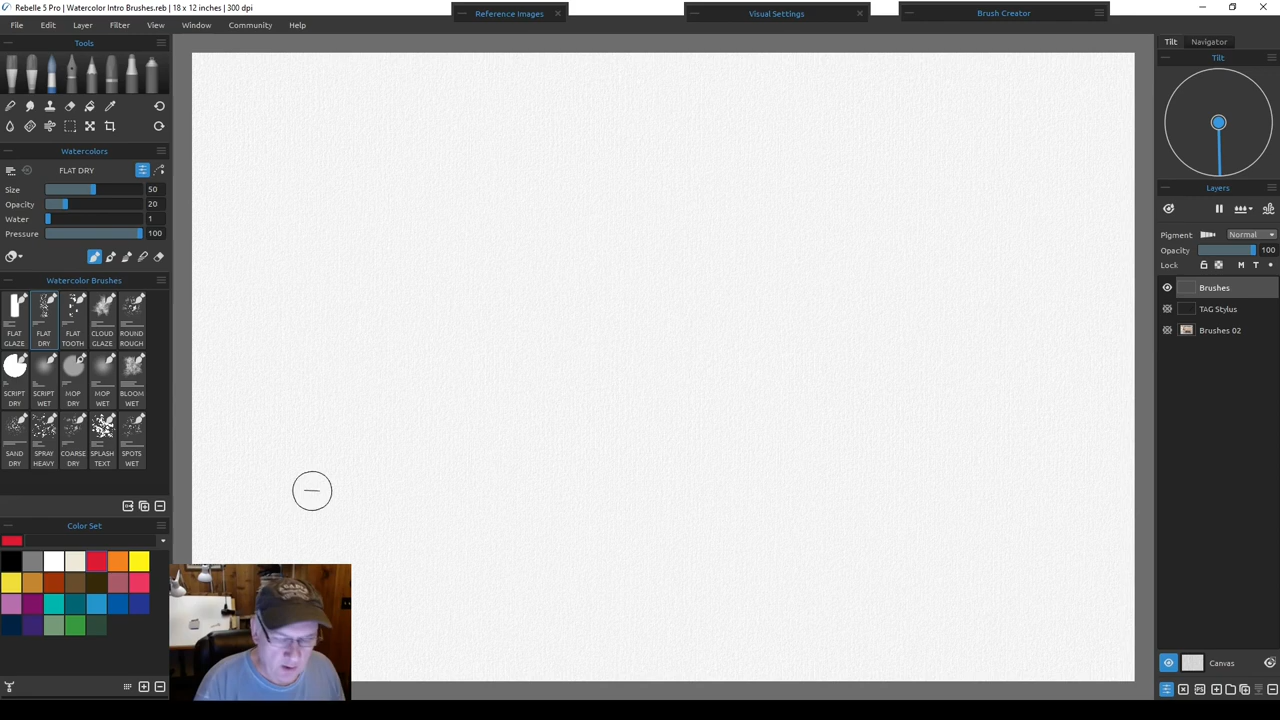 Rebelle 5 Pro | Watercolor Intro Brushes.reb | 18 x 12 inches | 300 dpi
Reference Images
Visual Settings
Brush Creator
File Edit Layer Filter View Window Community Help
Tools
Watercolors
FLAT DRY
Size 50
Opacity 20
Water 1
Pressure 100
Watercolor Brushes
FLAT GLAZE
FLAT DRY
FLAT TOOTH
CLOUD GLAZE
ROUND ROUGH
SCRIPT DRY
SCRIPT WET
MOP DRY
MOP WET
BLOOM WET
SAND DRY
SPRAY HEAVY
COARSE DRY
SPLASH TEXT
SPOTS WET
Color Set
Tilt Navigator
Tilt
Layers
Pigment Normal
Opacity 100
Lock M T
Brushes
TAG Stylus
Brushes 02
Canvas
PS